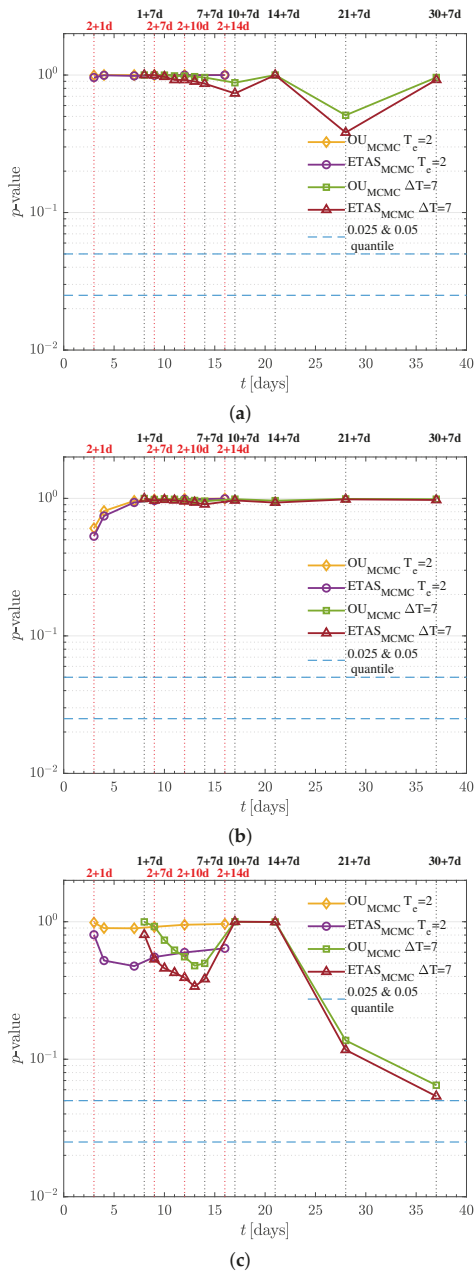 1+7d 7+7d 10+7d 14+7d 21+7d 30+7d
2+1d 2+7d 2+10d 2+14d
10^0
OU_MCMC T_e=2
ETAS_MCMC T_e=2
OU_MCMC ΔT=7
ETAS_MCMC ΔT=7
0.025 & 0.05
quantile
p-value
10^-1
10^-2
0 5 10 15 20 25 30 35 40
t [days]
(a)
1+7d 7+7d 10+7d 14+7d 21+7d 30+7d
2+1d 2+7d 2+10d 2+14d
10^0
OU_MCMC T_e=2
ETAS_MCMC T_e=2
OU_MCMC ΔT=7
ETAS_MCMC ΔT=7
0.025 & 0.05
quantile
p-value
10^-1
10^-2
0 5 10 15 20 25 30 35 40
t [days]
(b)
1+7d 7+7d 10+7d 14+7d 21+7d 30+7d
2+1d 2+7d 2+10d 2+14d
OU_MCMC T_e=2
10^0
ETAS_MCMC T_e=2
OU_MCMC ΔT=7
ETAS_MCMC ΔT=7
0.025 & 0.05
quantile
p-value
10^-1
10^-2
0 5 10 15 20 25 30 35 40
t [days]
(c)